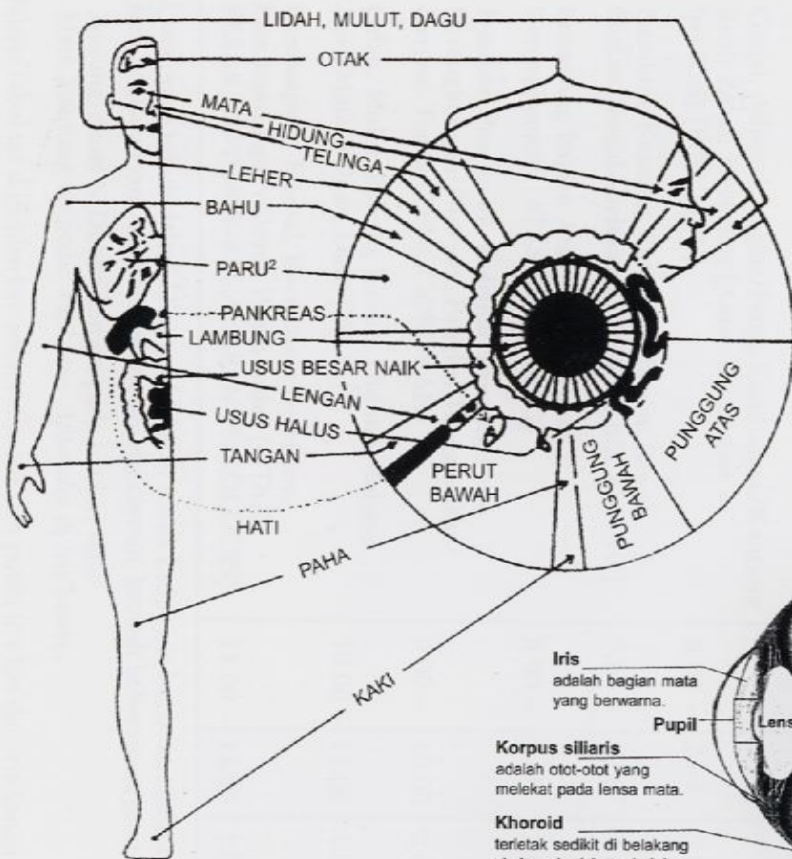 LIDAH, MULUT, DAGU
OTAK
MATA
HIDUNG
TELINGA
LEHER
BAHU
PARU²
PANKREAS
LAMBUNG
USUS BESAR NAIK
LENGAN
USUS HALUS
TANGAN
HATI
PERUT
BAWAH
PUNGGUNG
BAWAH
PUNGGUNG
ATAS
PAHA
KAKI
Iris
adalah bagian mata
yang berwarna.
Pupil
Lens
Korpus siliaris
adalah otot-otot yang
melekat pada lensa mata.
Khoroid
terletak sedikit di belakang